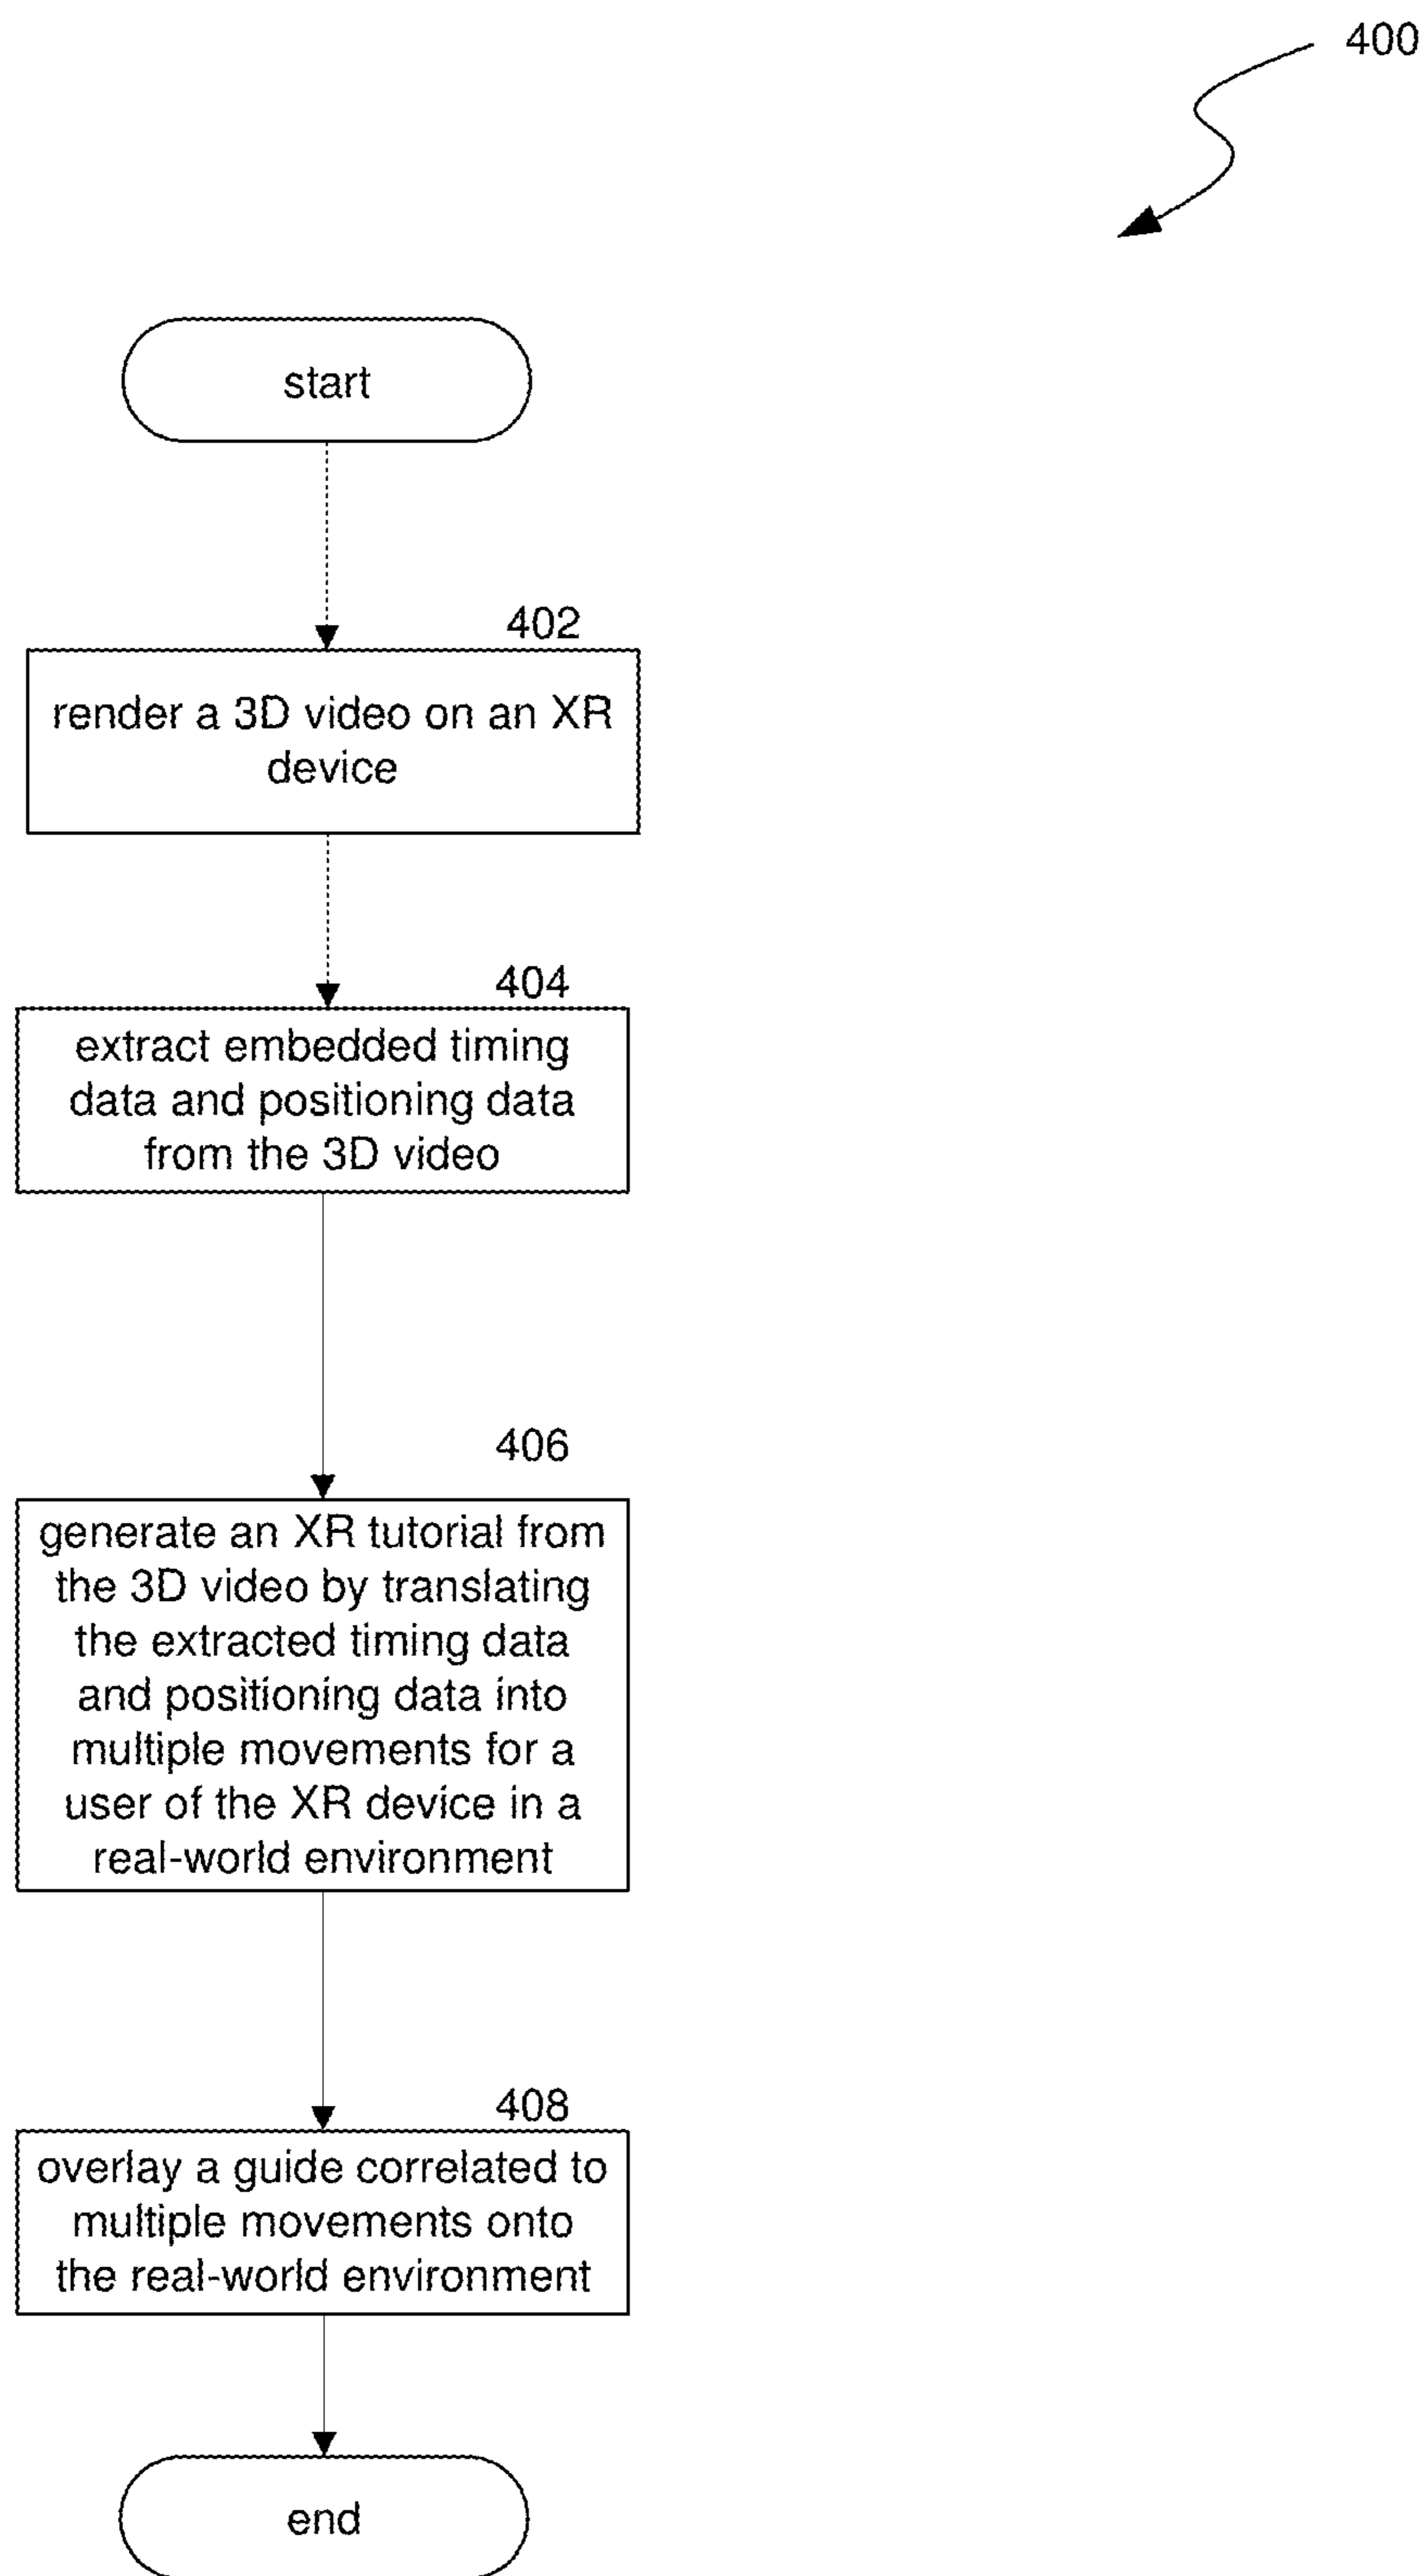 400
start
402
render a 3D video on an XR
device
404
extract embedded timing
data and positioning data
from the 3D video
406
generate an XR tutorial from
the 3D video by translating
the extracted timing data
and positioning data into
multiple movements for a
user of the XR device in a
real-world environment
408
overlay a guide correlated to
multiple movements onto
the real-world environment
end